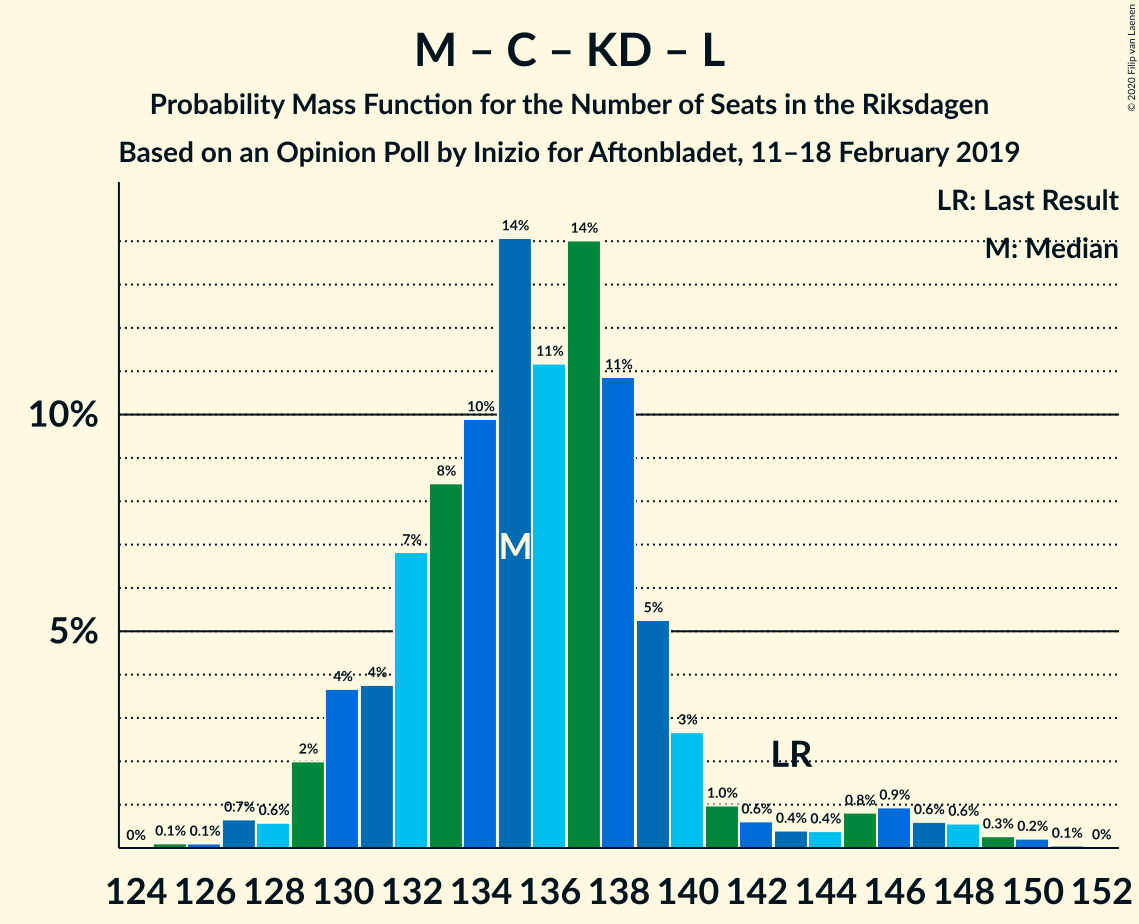 M – C – KD – L
Probability Mass Function for the Number of Seats in the Riksdagen
Based on an Opinion Poll by Inizio for Aftonbladet, 11–18 February 2019
© 2020 Filip van Laenen
LR: Last Result
M: Median
10%
5%
0% 0.1% 0.1% 0.7% 0.6% 2% 4% 4% 7% 8% 10% 14% 11% 14% 11% 5% 3% 1.0% 0.6% 0.4% 0.4% 0.8% 0.9% 0.6% 0.6% 0.3% 0.2% 0.1% 0%
M
LR
124 126 128 130 132 134 136 138 140 142 144 146 148 150 152